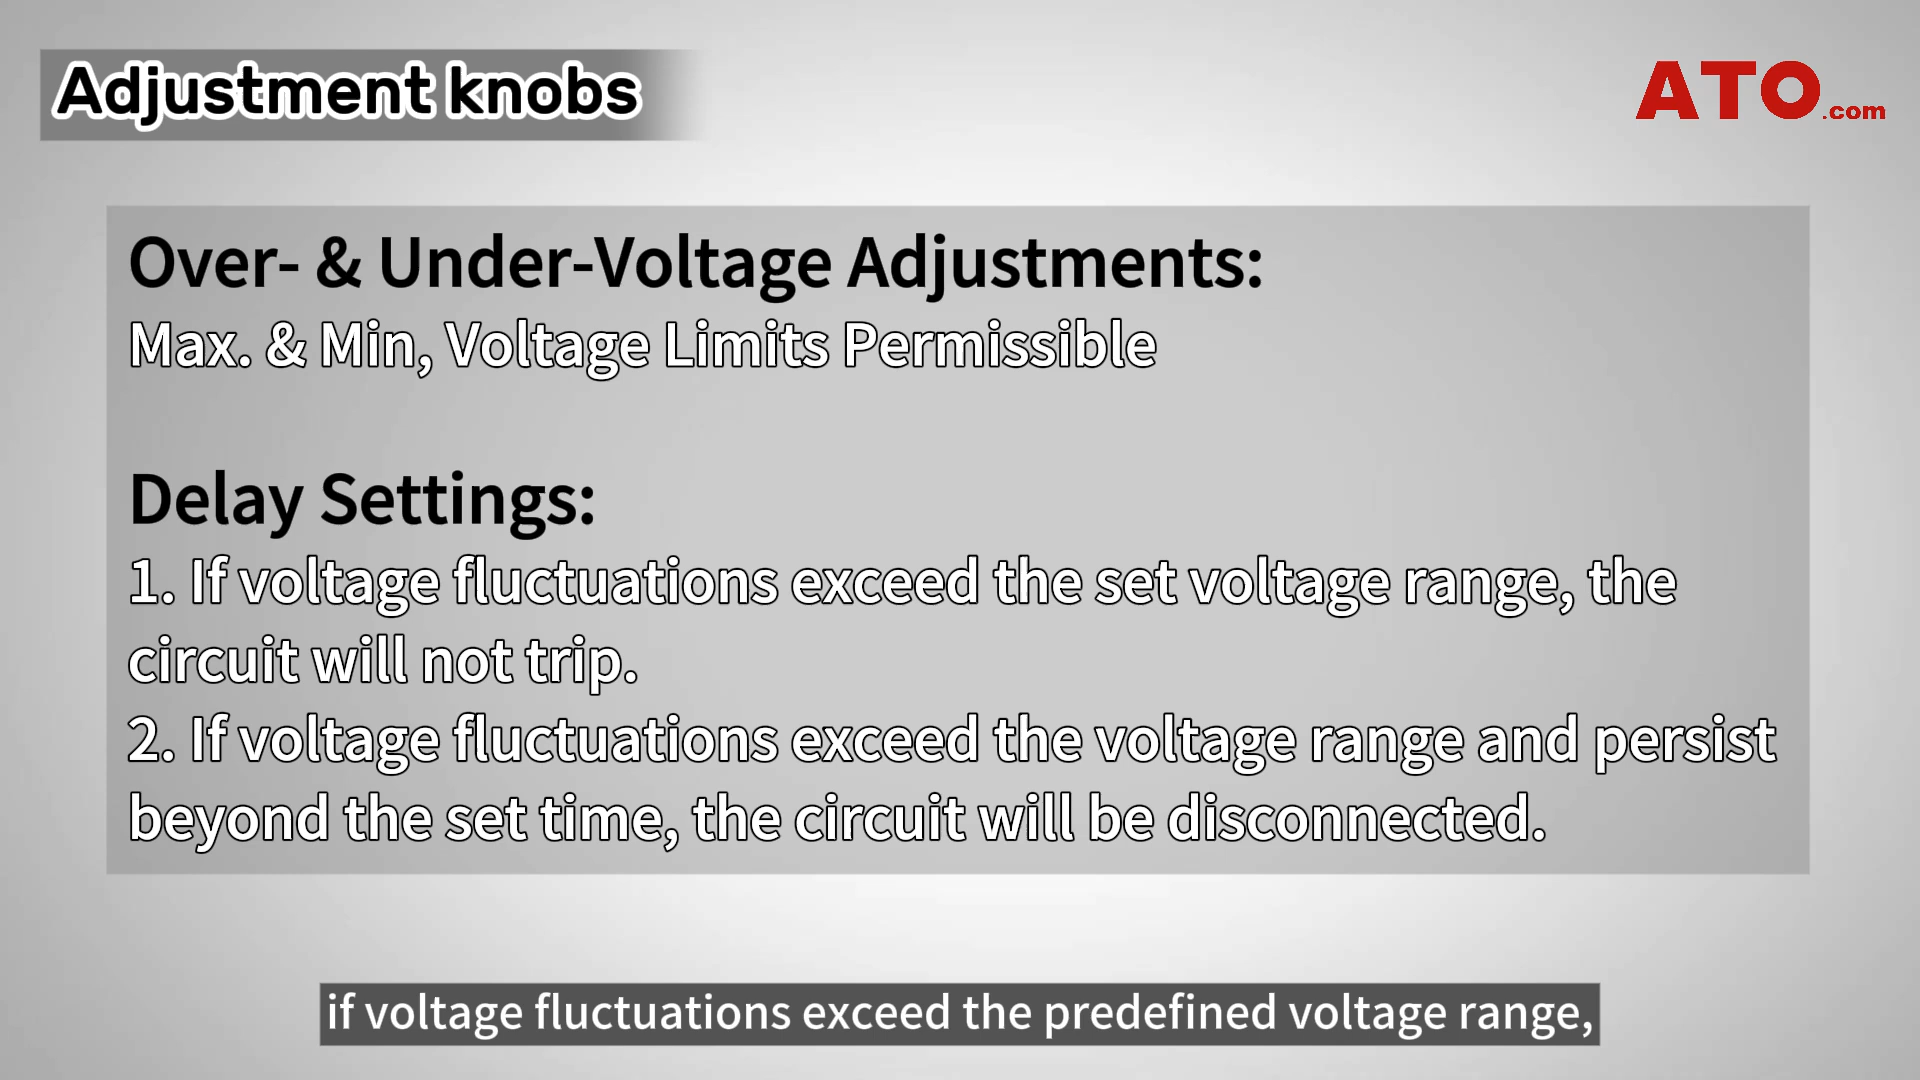 Adjustment knobs
ATO.com
Over- & Under-Voltage Adjustments:
Max. & Min, Voltage Limits Permissible
Delay Settings:
1. If voltage fluctuations exceed the set voltage range, the
circuit will not trip.
2. If voltage fluctuations exceed the voltage range and persist
beyond the set time, the circuit will be disconnected.
if voltage fluctuations exceed the predefined voltage range,